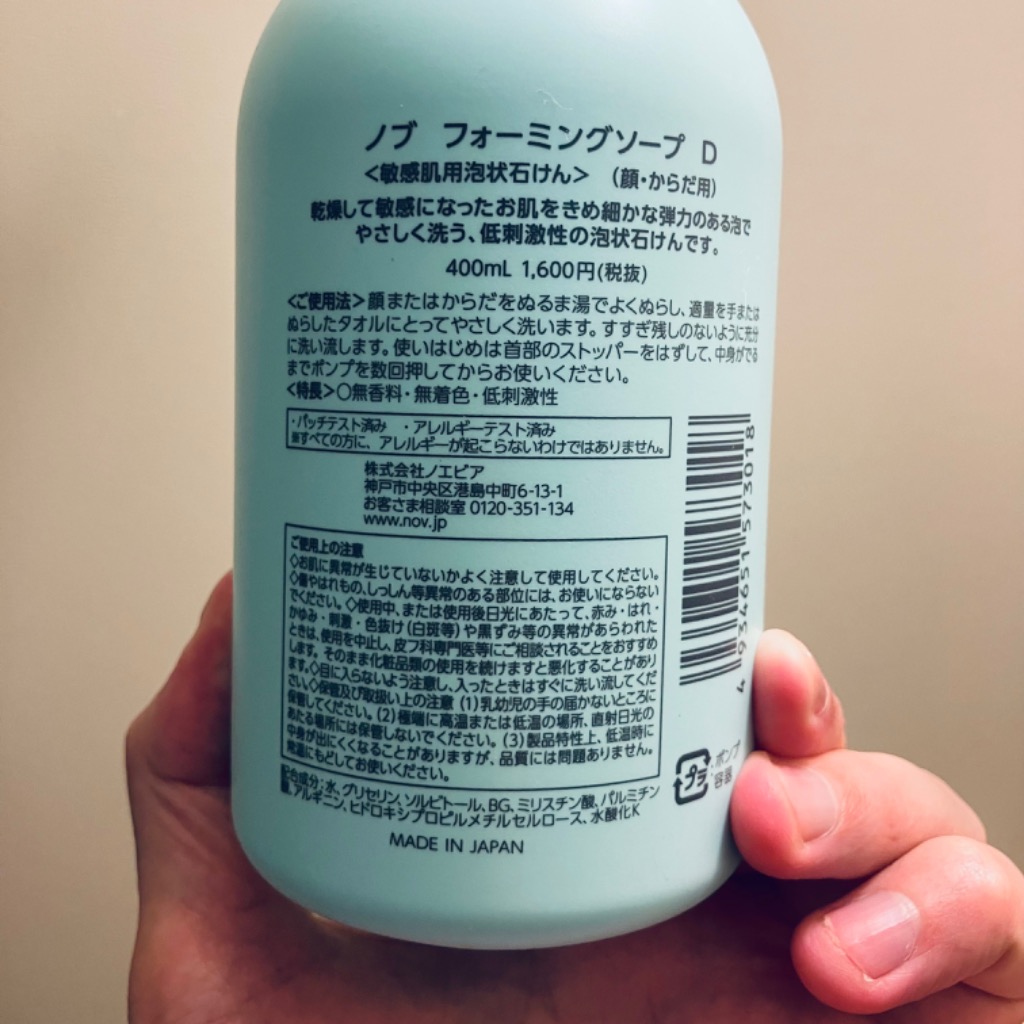 ノブ フォーミングソープ D
<敏感肌用泡状石けん> (顔・からだ用)
乾燥して敏感になったお肌をきめ細かな弾力のある泡で
やさしく洗う、低刺激性の泡状石けんです。
400mL 1,600円(税抜)
<ご使用法>顔またはからだをぬるま湯でよくぬらし、適量を手または
ぬらしたタオルにとってやさしく洗います。すすぎ残しのないように充分
に洗い流します。使いはじめは首部のストッパーをはずして、中身がでる
までポンプを数回押してからお使いください。
<特長>○無香料・無着色・低刺激性
・パッチテスト済み ・アレルギーテスト済み
※すべての方に、アレルギーが起こらないわけではありません。
株式会社ノエビア
神戸市中央区港島中町6-13-1
お客さま相談室 0120-351-134
www.nov.jp
ご使用上の注意
◇お肌に異常が生じていないかよく注意して使用してください。
◇傷やはれもの、しっしん等異常のある部位には、お使いにならない
でください。◇使用中、または使用後日光にあたって、赤み・はれ・
かゆみ・刺激・色抜け(白斑等)や黒ずみ等の異常があらわれた
ときは、使用を中止し、皮フ科専門医等にご相談されることをおすすめ
します。そのまま化粧品類の使用を続けますと悪化することがあり
ます。◇目に入らないよう注意し、入ったときはすぐに洗い流してくだ
さい。◇保管及び取扱い上の注意 (1)乳幼児の手の届かないところに
保管してください。(2)極端に高温または低温の場所、直射日光の
あたる場所には保管しないでください。(3)製品特性上、低温時に
中身が出にくくなることがありますが、品質には問題ありません。
常温にもどしてお使いください。
配合成分:水、グリセリン、ソルビトール、BG、ミリスチン酸、パルミチン
酸、アルギニン、ヒドロキシプロピルメチルセルロース、水酸化K
MADE IN JAPAN
4 934651 573018
プラ
ポンプ
容器